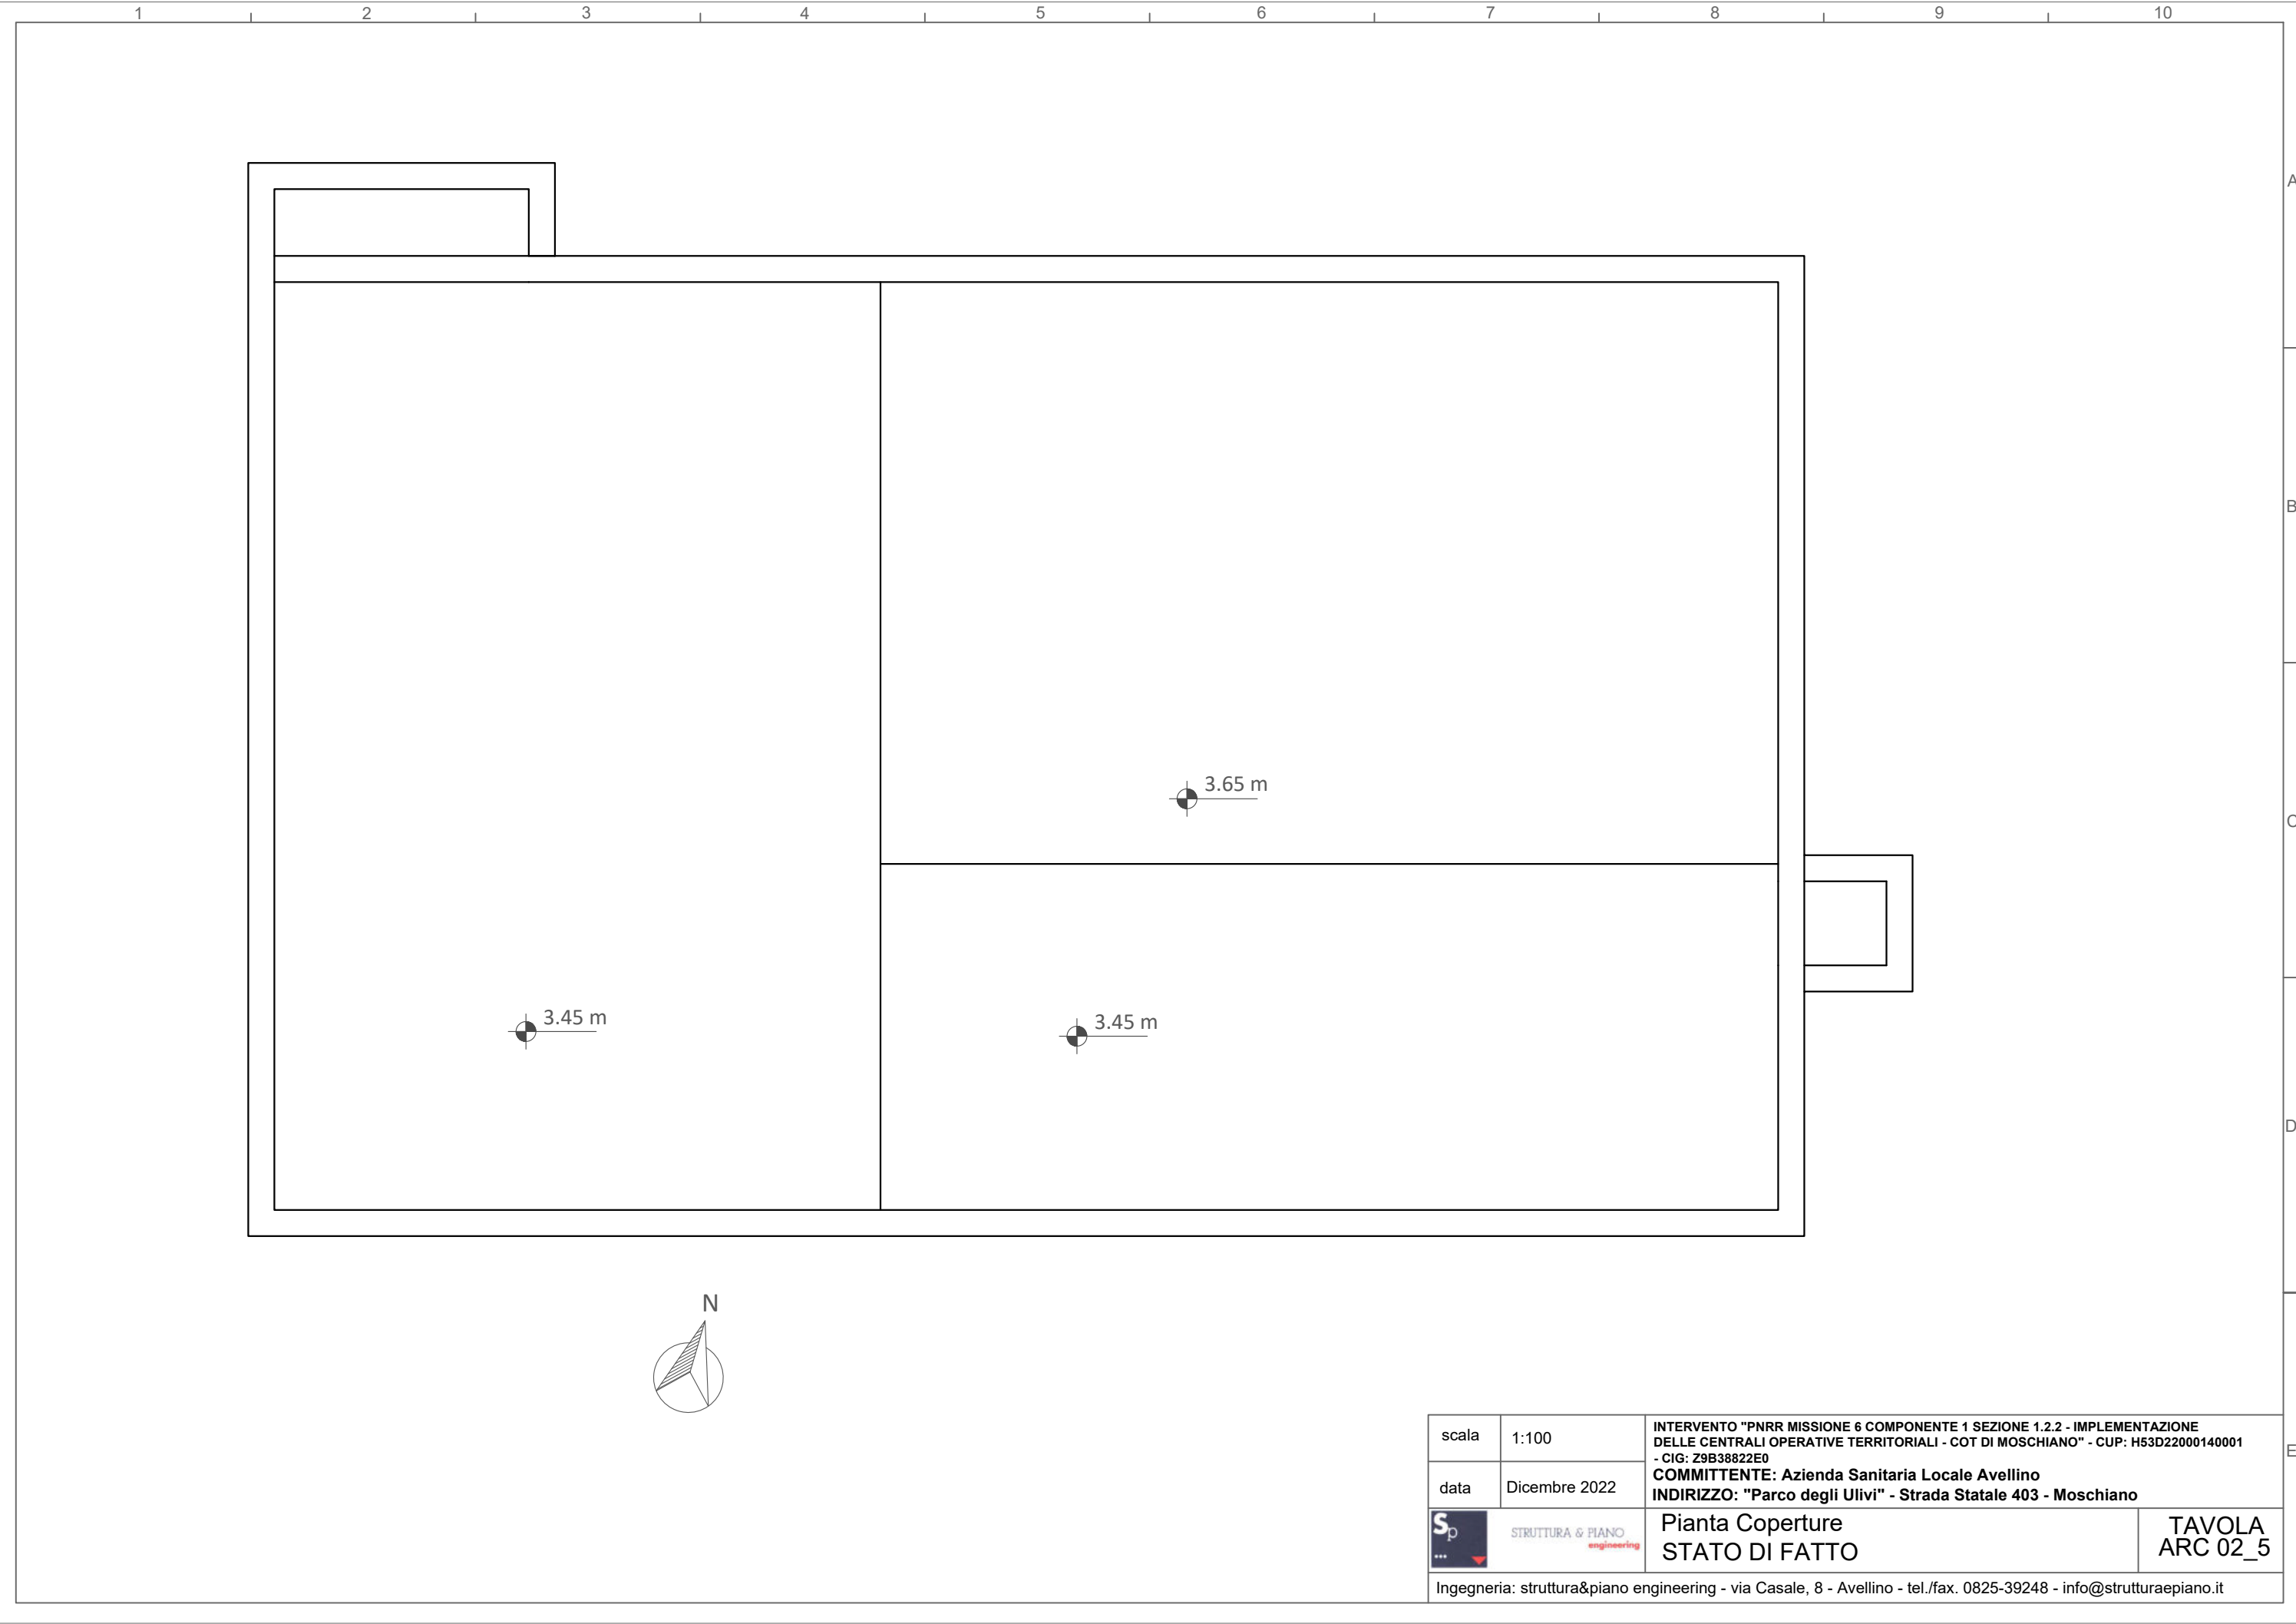 1 2 3 4 5 6 7 8 9 10
A
B
C
D
E
3.65 m
3.45 m
3.45 m
N
scala
1:100
data
Dicembre 2022
INTERVENTO "PNRR MISSIONE 6 COMPONENTE 1 SEZIONE 1.2.2 - IMPLEMENTAZIONE
DELLE CENTRALI OPERATIVE TERRITORIALI - COT DI MOSCHIANO" - CUP: H53D22000140001
- CIG: Z9B38822E0
COMMITTENTE: Azienda Sanitaria Locale Avellino
INDIRIZZO: "Parco degli Ulivi" - Strada Statale 403 - Moschiano
Sp
STRUTTURA & PIANO
engineering
Pianta Coperture
STATO DI FATTO
TAVOLA
ARC 02_5
Ingegneria: struttura&piano engineering - via Casale, 8 - Avellino - tel./fax. 0825-39248 - info@strutturaepiano.it